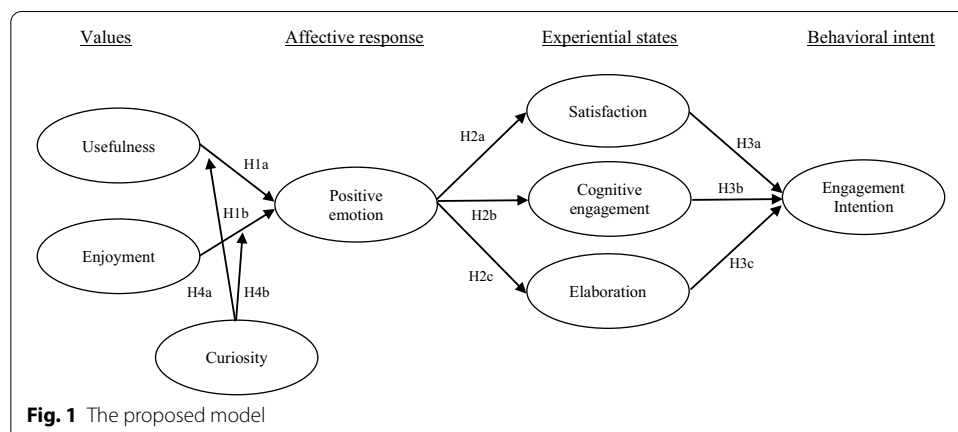 Values
Affective response
Experiential states
Behavioral intent
Usefulness
Enjoyment
Curiosity
H1a
H1b
H4a
H4b
Positive
emotion
H2a
H2b
H2c
Satisfaction
Cognitive
engagement
Elaboration
H3a
H3b
H3c
Engagement
Intention
Fig. 1 The proposed model